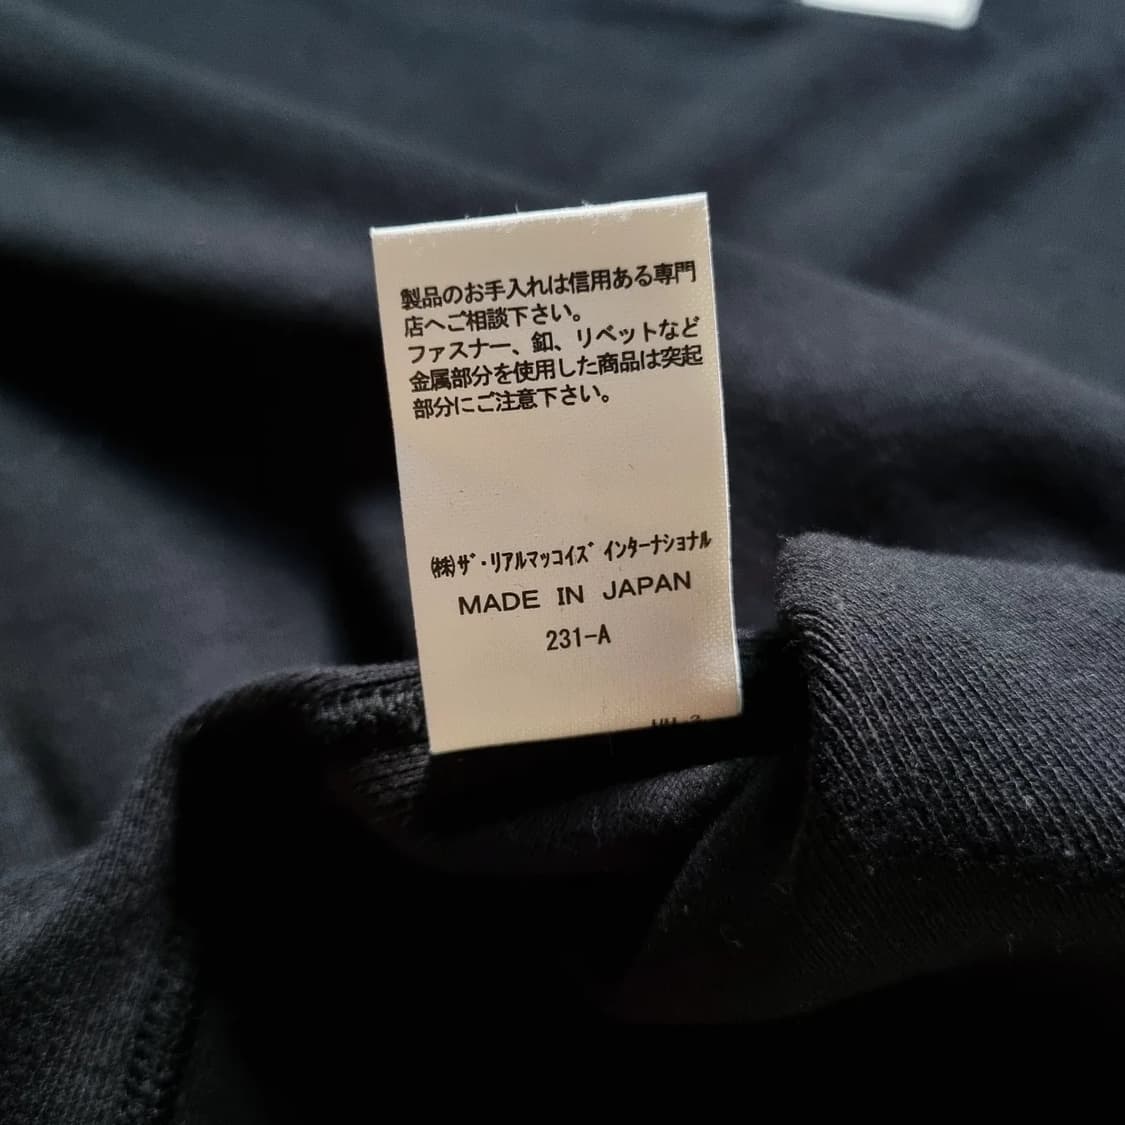 製品のお手入れは信用ある専門
店へご相談下さい。
ファスナー、釦、リベットなど
金属部分を使用した商品は突起
部分にご注意下さい。
㈱ｻﾞ・ﾘｱﾙﾏｯｺｲｽﾞ ｲﾝﾀｰﾅｼｮﾅﾙ
MADE IN JAPAN
231-A